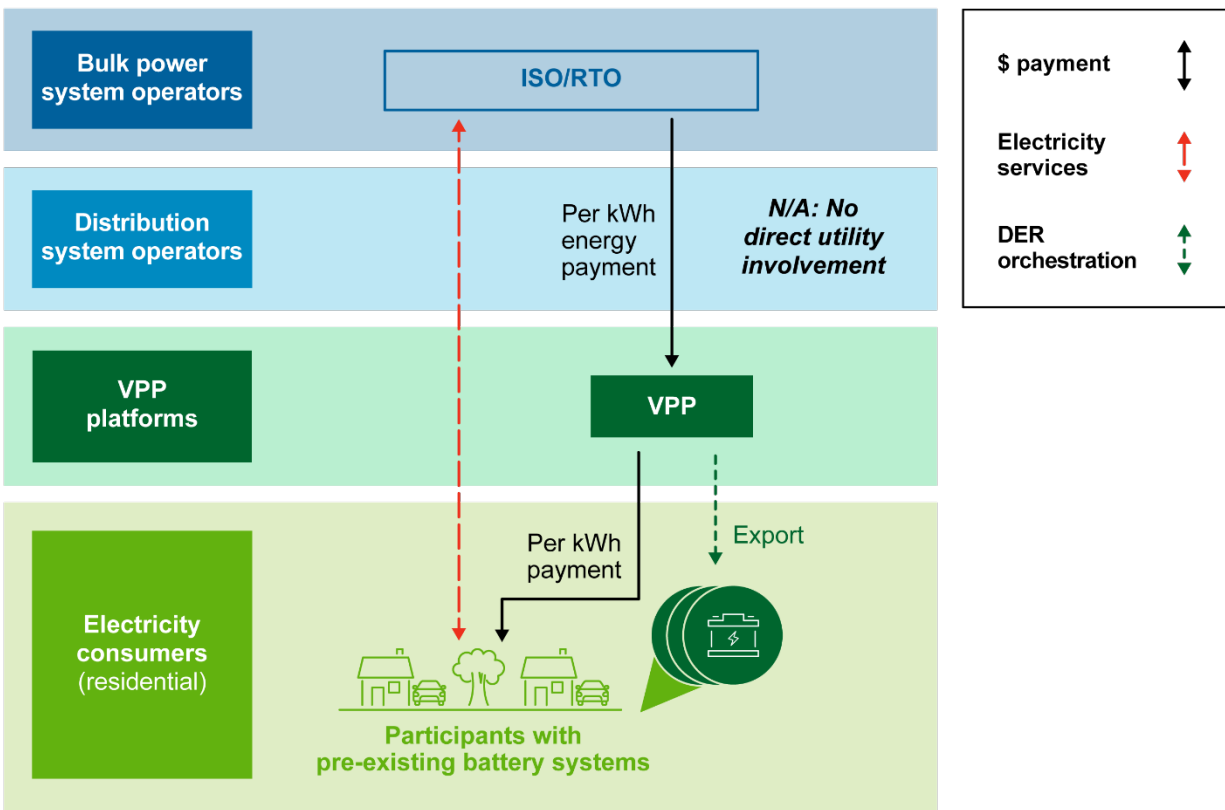 Bulk power
system operators
ISO/RTO
$ payment
Electricity
services
DER
orchestration
Distribution
system operators
Per kWh
energy
payment
N/A: No
direct utility
involvement
VPP
platforms
VPP
Per kWh
payment
Export
Electricity
consumers
(residential)
Participants with
pre-existing battery systems